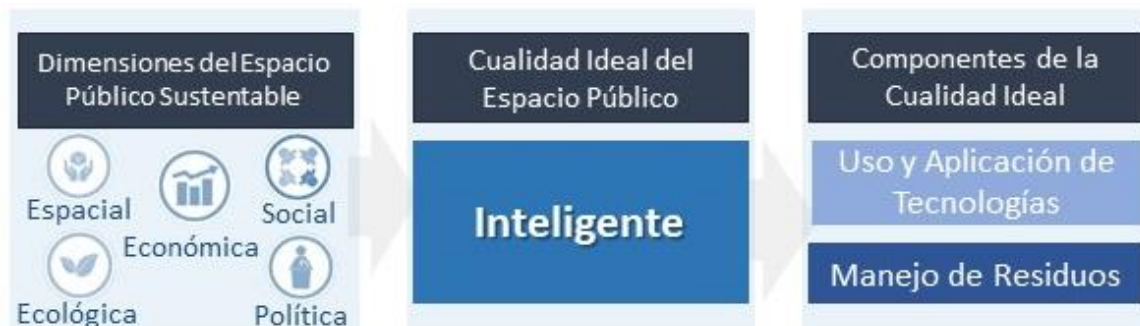 Dimensiones del Espacio
Público Sustentable
Espacial
Económica
Social
Ecológica
Política
Cualidad Ideal del
Espacio Público
Inteligente
Componentes de la
Cualidad Ideal
Uso y Aplicación de
Tecnologías
Manejo de Residuos